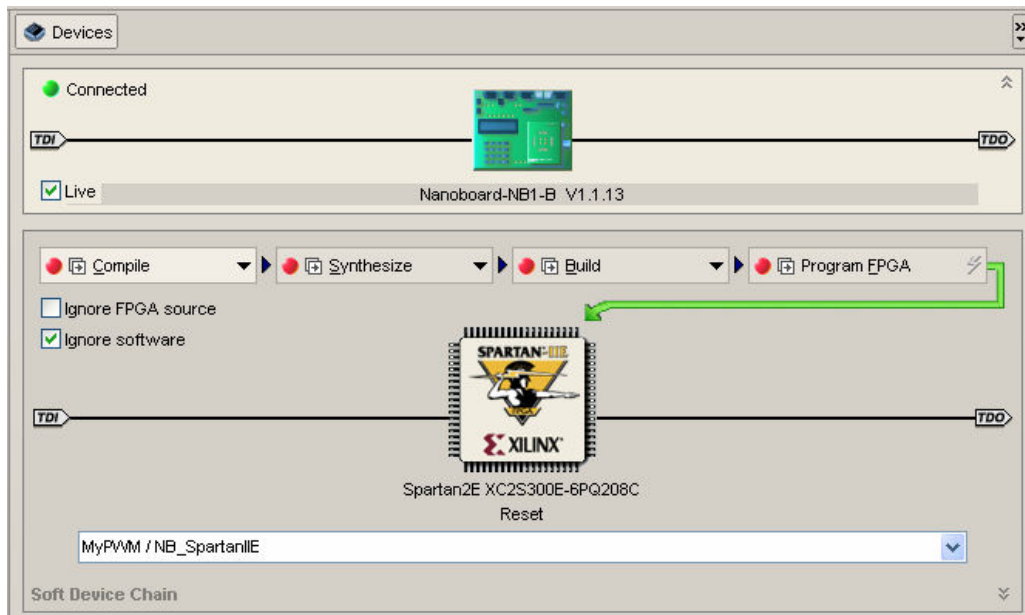 Devices
Connected
TDI TDO
Live Nanoboard-NB1-B V1.1.13
Compile Synthesize Build Program FPGA
Ignore FPGA source
Ignore software
SPARTAN-IIE
FPGA
TDI TDO
XILINX
Spartan2E XC2S300E-6PQ208C
Reset
MyPWM / NB_SpartanIIE
Soft Device Chain